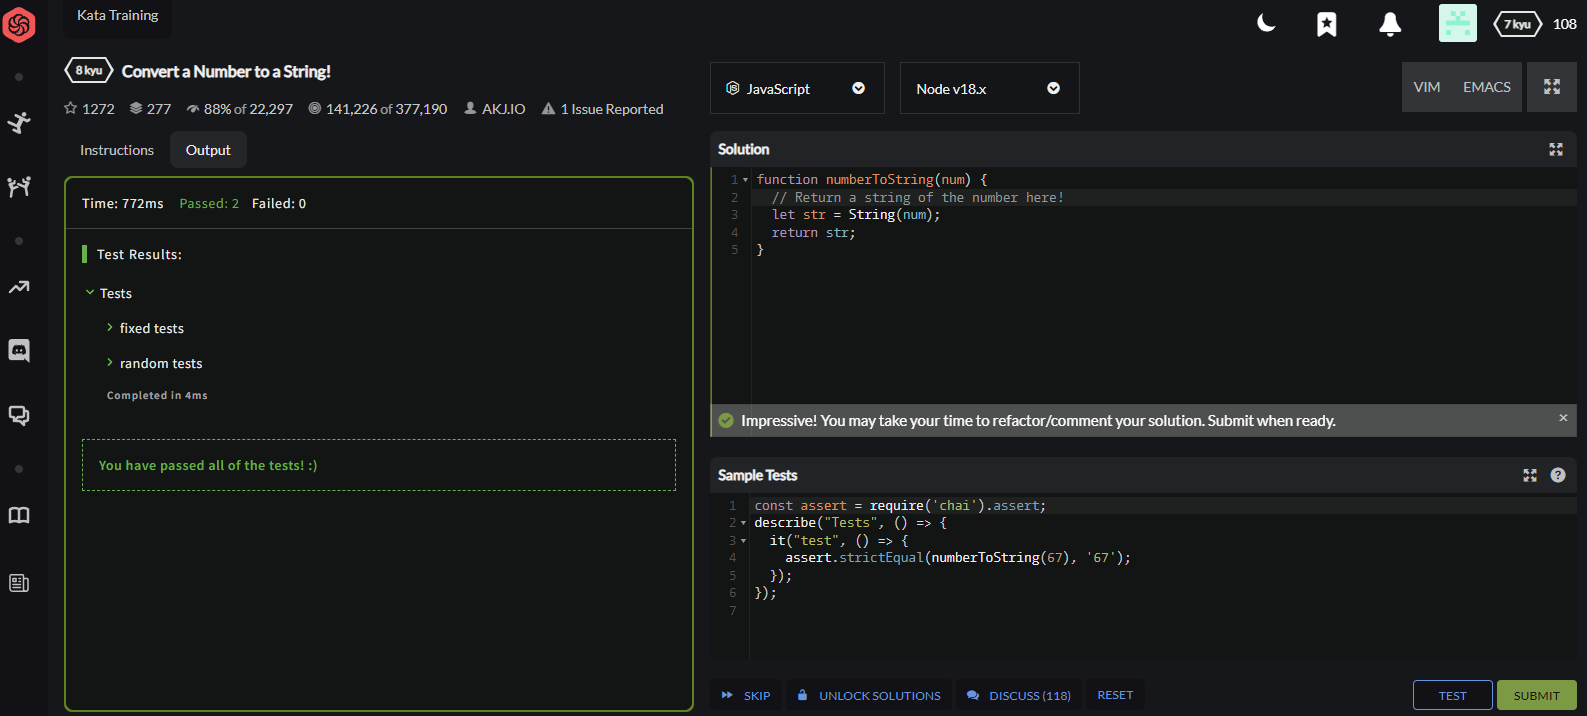 Kata Training
7 kyu 108
8 kyu Convert a Number to a String!
1272 277 88% of 22,297 141,226 of 377,190 AKJ.IO 1 Issue Reported
Instructions Output
Time: 772ms Passed: 2 Failed: 0
Test Results:
Tests
fixed tests
random tests
Completed in 4ms
You have passed all of the tests! :)
JavaScript Node v18.x VIM EMACS
Solution
1 function numberToString(num) {
2 // Return a string of the number here!
3 let str = String(num);
4 return str;
5 }
Impressive! You may take your time to refactor/comment your solution. Submit when ready.
Sample Tests
1 const assert = require('chai').assert;
2 describe("Tests", () => {
3 it("test", () => {
4 assert.strictEqual(numberToString(67), '67');
5 });
6 });
7
SKIP UNLOCK SOLUTIONS DISCUSS (118) RESET TEST SUBMIT